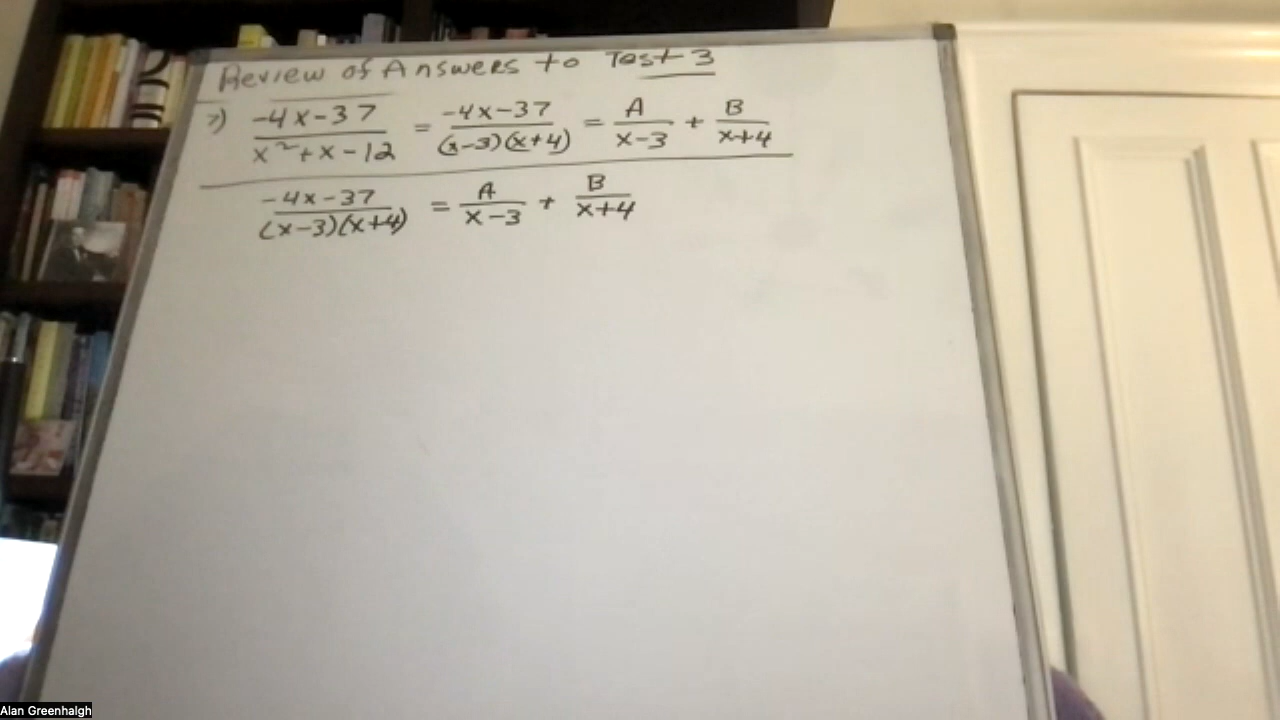 Review of Answers to Test 3
7) (-4x-37)/(x²+x-12) = (-4x-37)/((x-3)(x+4)) = A/(x-3) + B/(x+4)
(-4x-37)/((x-3)(x+4)) = A/(x-3) + B/(x+4)
Alan Greenhalgh